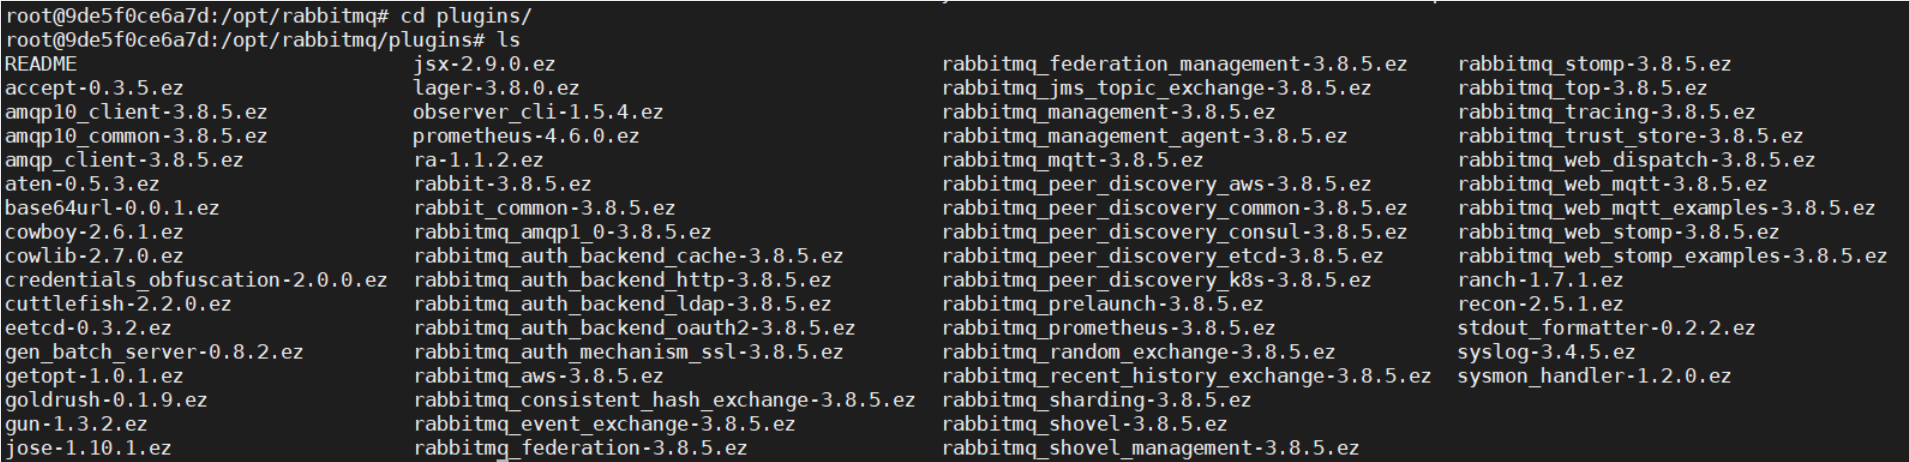 root@9de5f0ce6a7d:/opt/rabbitmq# cd plugins/
root@9de5f0ce6a7d:/opt/rabbitmq/plugins# ls
README jsx-2.9.0.ez rabbitmq_federation_management-3.8.5.ez rabbitmq_stomp-3.8.5.ez
accept-0.3.5.ez lager-3.8.0.ez rabbitmq_jms_topic_exchange-3.8.5.ez rabbitmq_top-3.8.5.ez
amqp10_client-3.8.5.ez observer_cli-1.5.4.ez rabbitmq_management-3.8.5.ez rabbitmq_tracing-3.8.5.ez
amqp10_common-3.8.5.ez prometheus-4.6.0.ez rabbitmq_management_agent-3.8.5.ez rabbitmq_trust_store-3.8.5.ez
amqp_client-3.8.5.ez ra-1.1.2.ez rabbitmq_mqtt-3.8.5.ez rabbitmq_web_dispatch-3.8.5.ez
aten-0.5.3.ez rabbit-3.8.5.ez rabbitmq_peer_discovery_aws-3.8.5.ez rabbitmq_web_mqtt-3.8.5.ez
base64url-0.0.1.ez rabbit_common-3.8.5.ez rabbitmq_peer_discovery_common-3.8.5.ez rabbitmq_web_mqtt_examples-3.8.5.ez
cowboy-2.6.1.ez rabbitmq_amqp1_0-3.8.5.ez rabbitmq_peer_discovery_consul-3.8.5.ez rabbitmq_web_stomp-3.8.5.ez
cowlib-2.7.0.ez rabbitmq_auth_backend_cache-3.8.5.ez rabbitmq_peer_discovery_etcd-3.8.5.ez rabbitmq_web_stomp_examples-3.8.5.ez
credentials_obfuscation-2.0.0.ez rabbitmq_auth_backend_http-3.8.5.ez rabbitmq_peer_discovery_k8s-3.8.5.ez ranch-1.7.1.ez
cuttlefish-2.2.0.ez rabbitmq_auth_backend_ldap-3.8.5.ez rabbitmq_prelaunch-3.8.5.ez recon-2.5.1.ez
eetcd-0.3.2.ez rabbitmq_auth_backend_oauth2-3.8.5.ez rabbitmq_prometheus-3.8.5.ez stdout_formatter-0.2.2.ez
gen_batch_server-0.8.2.ez rabbitmq_auth_mechanism_ssl-3.8.5.ez rabbitmq_random_exchange-3.8.5.ez syslog-3.4.5.ez
getopt-1.0.1.ez rabbitmq_aws-3.8.5.ez rabbitmq_recent_history_exchange-3.8.5.ez sysmon_handler-1.2.0.ez
goldrush-0.1.9.ez rabbitmq_consistent_hash_exchange-3.8.5.ez rabbitmq_sharding-3.8.5.ez
gun-1.3.2.ez rabbitmq_event_exchange-3.8.5.ez rabbitmq_shovel-3.8.5.ez
jose-1.10.1.ez rabbitmq_federation-3.8.5.ez rabbitmq_shovel_management-3.8.5.ez